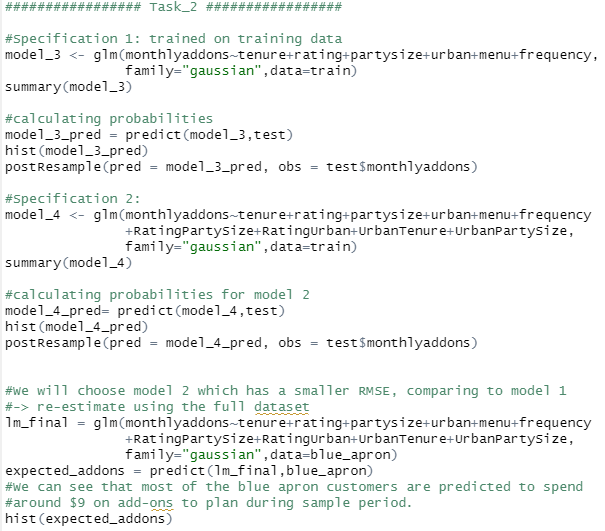 ################# Task_2 #################
#Specification 1: trained on training data
model_3 <- glm(monthlyaddons~tenure+rating+partysize+urban+menu+frequency,
family="gaussian",data=train)
summary(model_3)
#calculating probabilities
model_3_pred = predict(model_3,test)
hist(model_3_pred)
postResample(pred = model_3_pred, obs = test$monthlyaddons)
#Specification 2:
model_4 <- glm(monthlyaddons~tenure+rating+partysize+urban+menu+frequency
+RatingPartySize+RatingUrban+UrbanTenure+UrbanPartySize,
family="gaussian",data=train)
summary(model_4)
#calculating probabilities for model 2
model_4_pred= predict(model_4,test)
hist(model_4_pred)
postResample(pred = model_4_pred, obs = test$monthlyaddons)
#We will choose model 2 which has a smaller RMSE, comparing to model 1
#-> re-estimate using the full dataset
lm_final = glm(monthlyaddons~tenure+rating+partysize+urban+menu+frequency
+RatingPartySize+RatingUrban+UrbanTenure+UrbanPartySize,
family="gaussian",data=blue_apron)
expected_addons = predict(lm_final,blue_apron)
#We can see that most of the blue apron customers are predicted to spend
#around $9 on add-ons to plan during sample period.
hist(expected_addons)